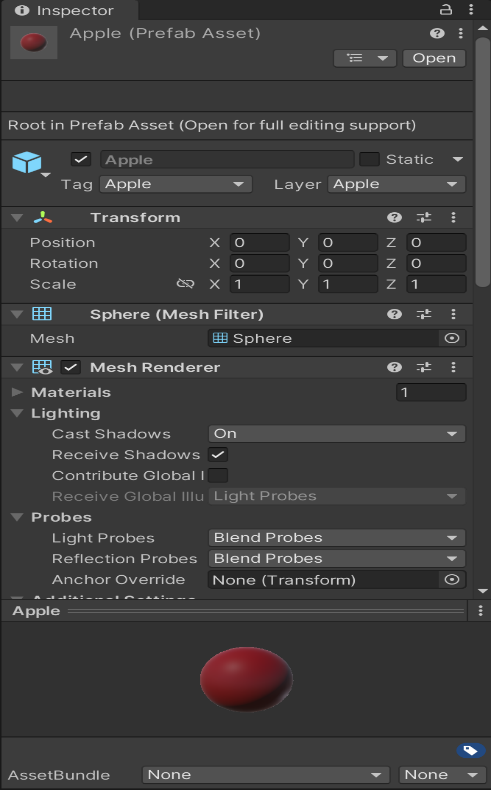 Inspector
Apple (Prefab Asset)
Open
Root in Prefab Asset (Open for full editing support)
Apple Static
Tag Apple Layer Apple
Transform
Position X 0 Y 0 Z 0
Rotation X 0 Y 0 Z 0
Scale X 1 Y 1 Z 1
Sphere (Mesh Filter)
Mesh Sphere
Mesh Renderer
Materials 1
Lighting
Cast Shadows On
Receive Shadows
Contribute Global I
Receive Global Illu Light Probes
Probes
Light Probes Blend Probes
Reflection Probes Blend Probes
Anchor Override None (Transform)
Additional Settings
Apple
AssetBundle None None